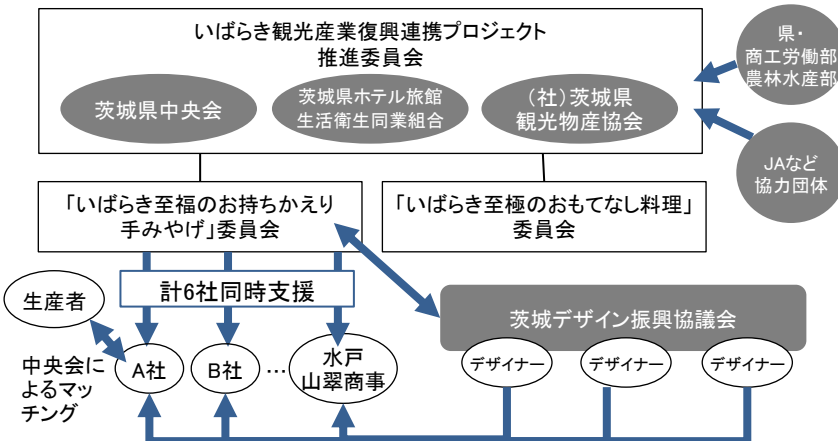 いばらき観光産業復興連携プロジェクト
推進委員会
県・
商工労働部
農林水産部
茨城県中央会
茨城県ホテル旅館
生活衛生同業組合
(社)茨城県
観光物産協会
JAなど
協力団体
「いばらき至福のお持ちかえり
手みやげ」委員会
「いばらき至極のおもてなし料理」
委員会
計6社同時支援
生産者
茨城デザイン振興協議会
中央会に
よるマッ
チング
A社
B社
…
水戸
山翠商事
デザイナー
デザイナー
デザイナー